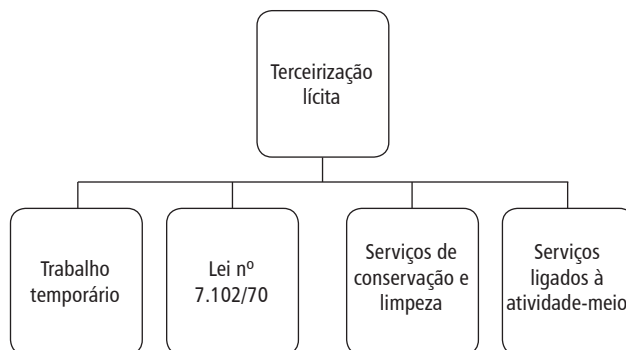 Terceirização
lícita
Trabalho
temporário
Lei nº
7.102/70
Serviços de
conservação e
limpeza
Serviços
ligados à
atividade-meio